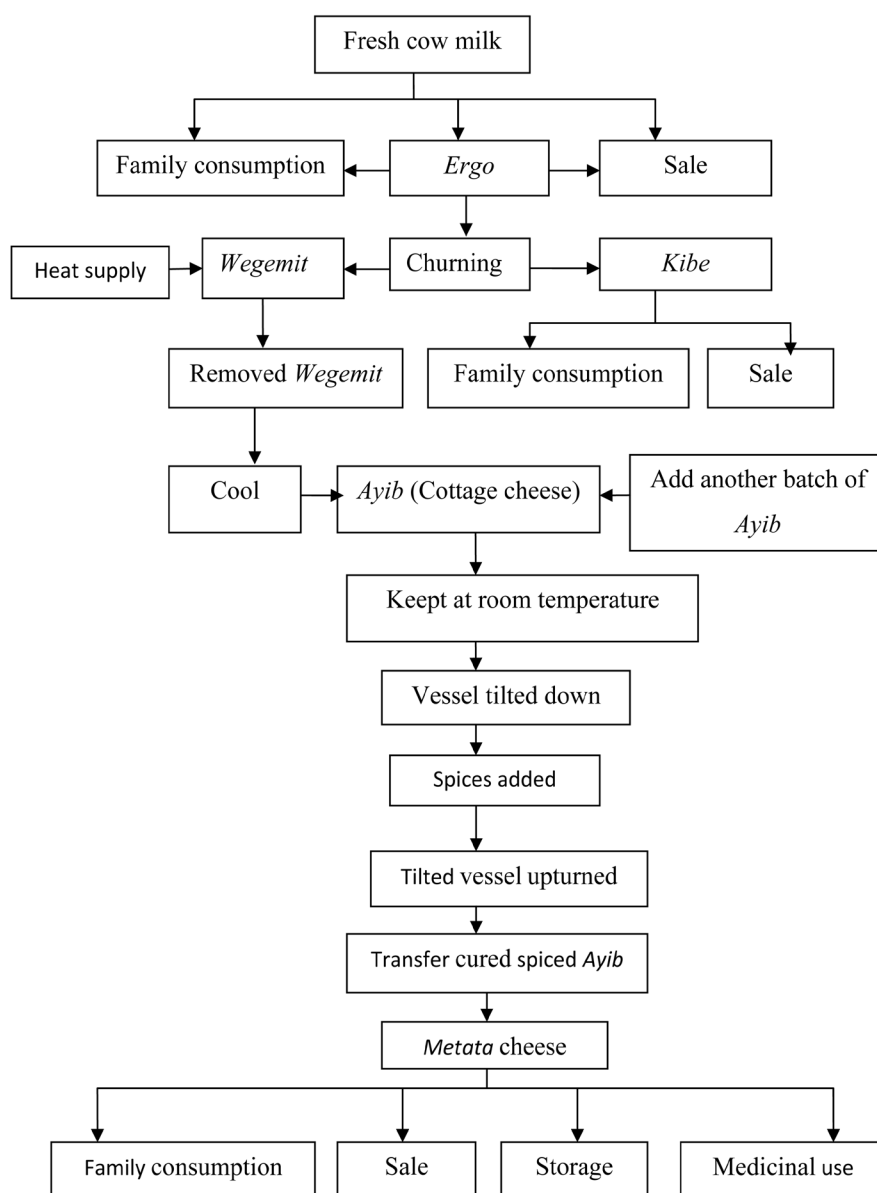 Fresh cow milk
Family consumption
Ergo
Sale
Heat supply
Wegemit
Churning
Kibe
Removed Wegemit
Family consumption
Sale
Cool
Ayib (Cottage cheese)
Add another batch of
Ayib
Keept at room temperature
Vessel tilted down
Spices added
Tilted vessel upturned
Transfer cured spiced Ayib
Metata cheese
Family consumption
Sale
Storage
Medicinal use